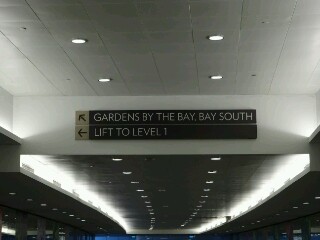 GARDENS BY THE BAY, BAY SOUTH
LIFT TO LEVEL 1